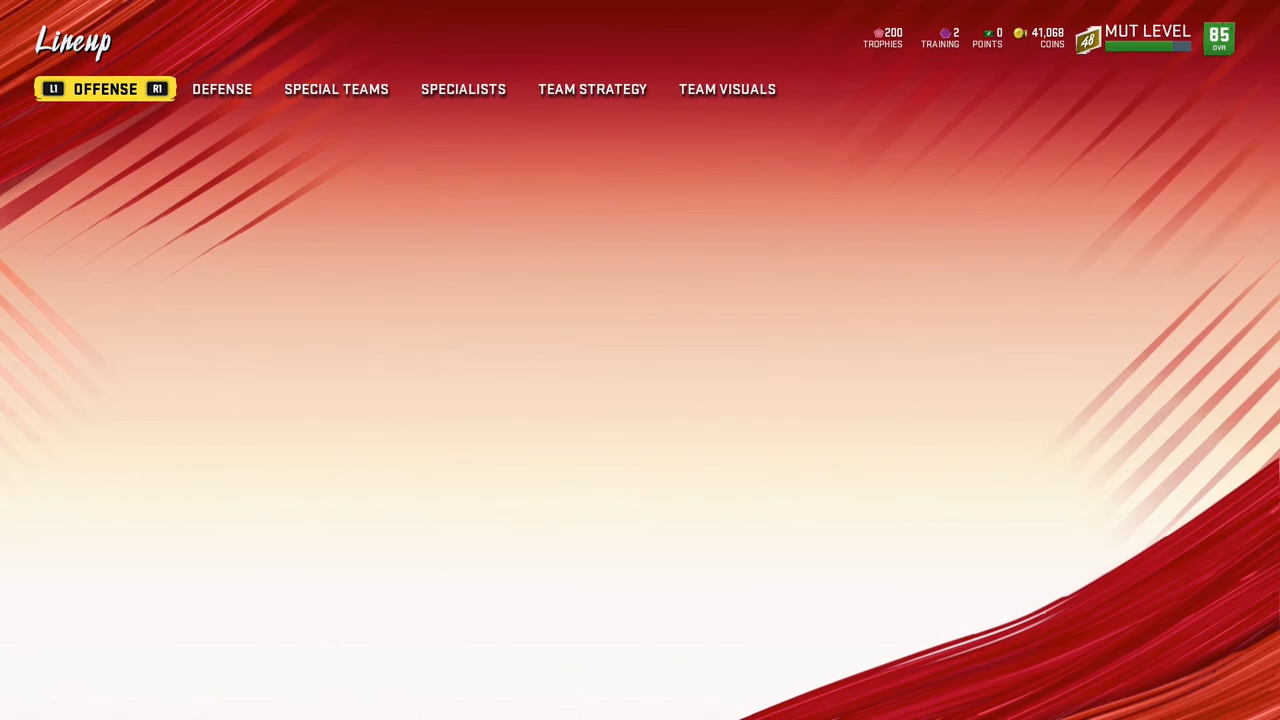 Lineup
200 TROPHIES
2 TRAINING
0 POINTS
41,068 COINS
48 MUT LEVEL
85 OVR
L1 OFFENSE R1 DEFENSE SPECIAL TEAMS SPECIALISTS TEAM STRATEGY TEAM VISUALS